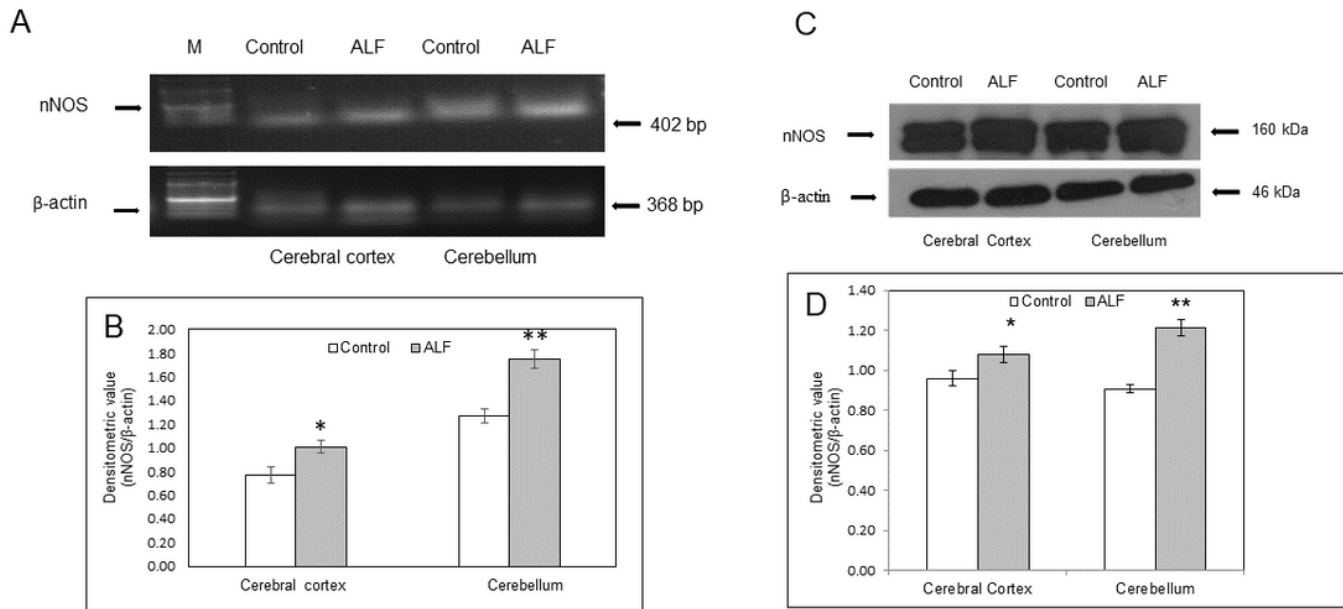 A
M Control ALF Control ALF
nNOS
402 bp
β-actin
368 bp
Cerebral cortex Cerebellum
B
2.00
1.80
1.60
1.40
1.20
1.00
0.80
0.60
0.40
0.20
0.00
Densitometric value
(nNOS/β-actin)
Control ALF
*
**
Cerebral cortex Cerebellum
C
Control ALF Control ALF
nNOS
160 kDa
β-actin
46 kDa
Cerebral Cortex Cerebellum
D
1.40
1.20
1.00
0.80
0.60
0.40
0.20
0.00
Densitometric value
(nNOS/β-actin)
Control ALF
*
**
Cerebral Cortex Cerebellum